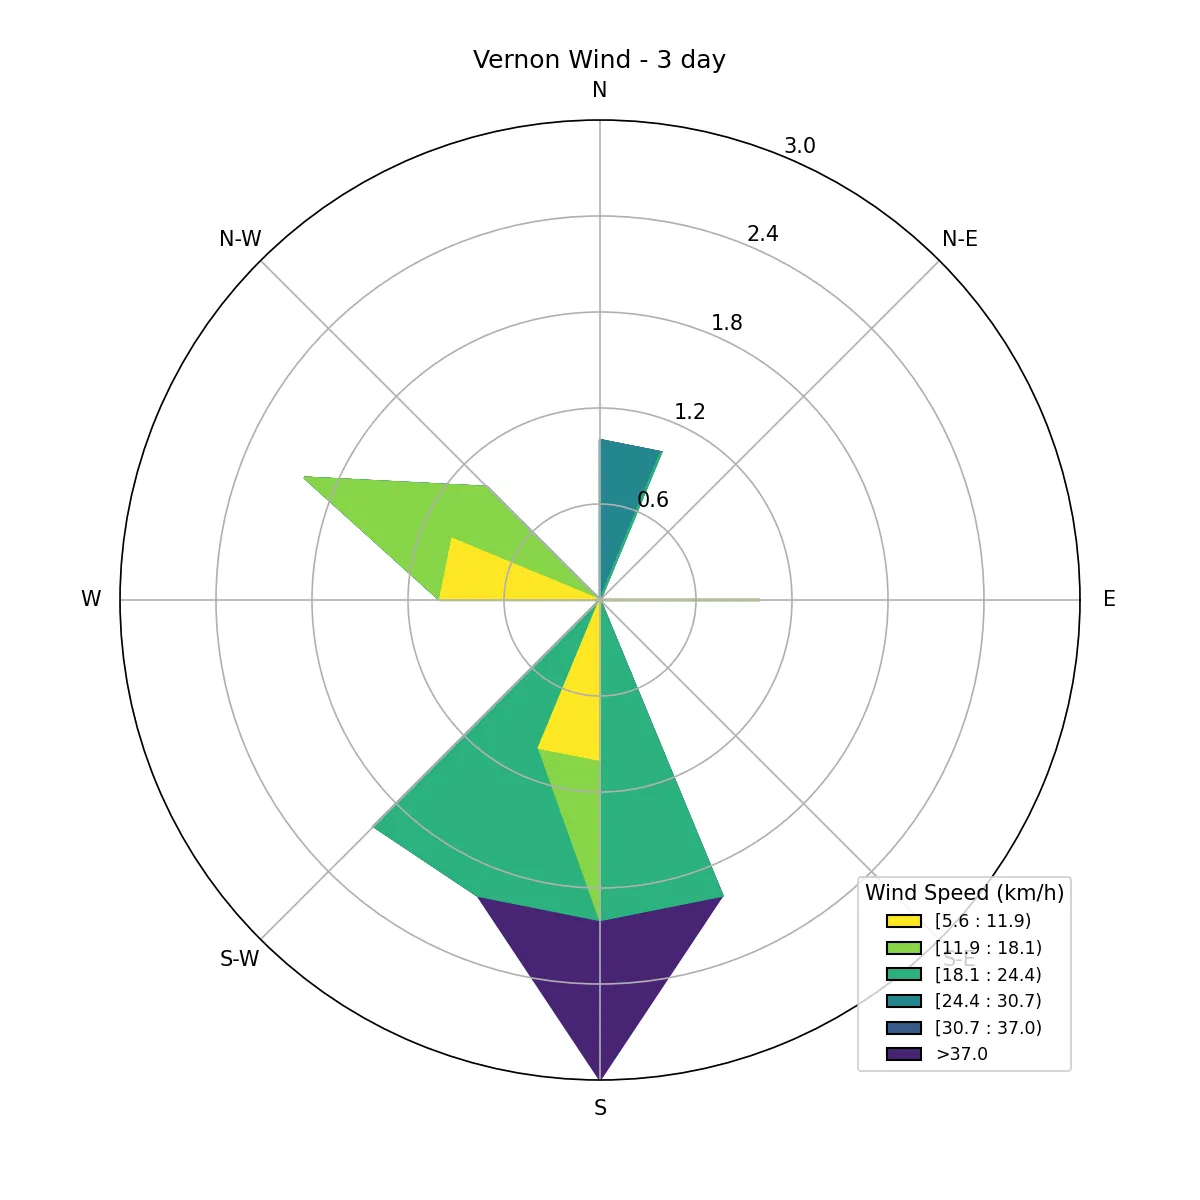 Vernon Wind - 3 day
N
3.0
N-W
2.4
N-E
1.8
1.2
0.6
W
E
Wind Speed (km/h)
[5.6 : 11.9)
[11.9 : 18.1)
S-W
S-E
[18.1 : 24.4)
[24.4 : 30.7)
[30.7 : 37.0)
>37.0
S